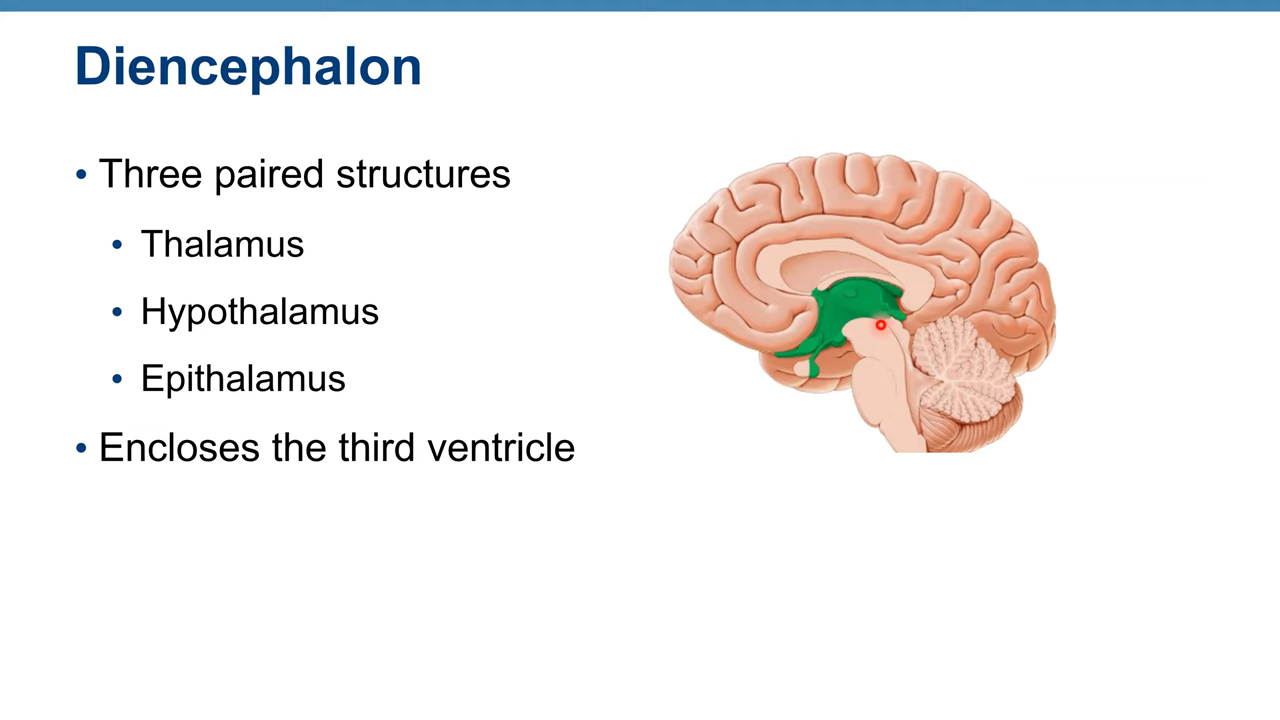 Diencephalon
• Three paired structures
• Thalamus
• Hypothalamus
• Epithalamus
• Encloses the third ventricle